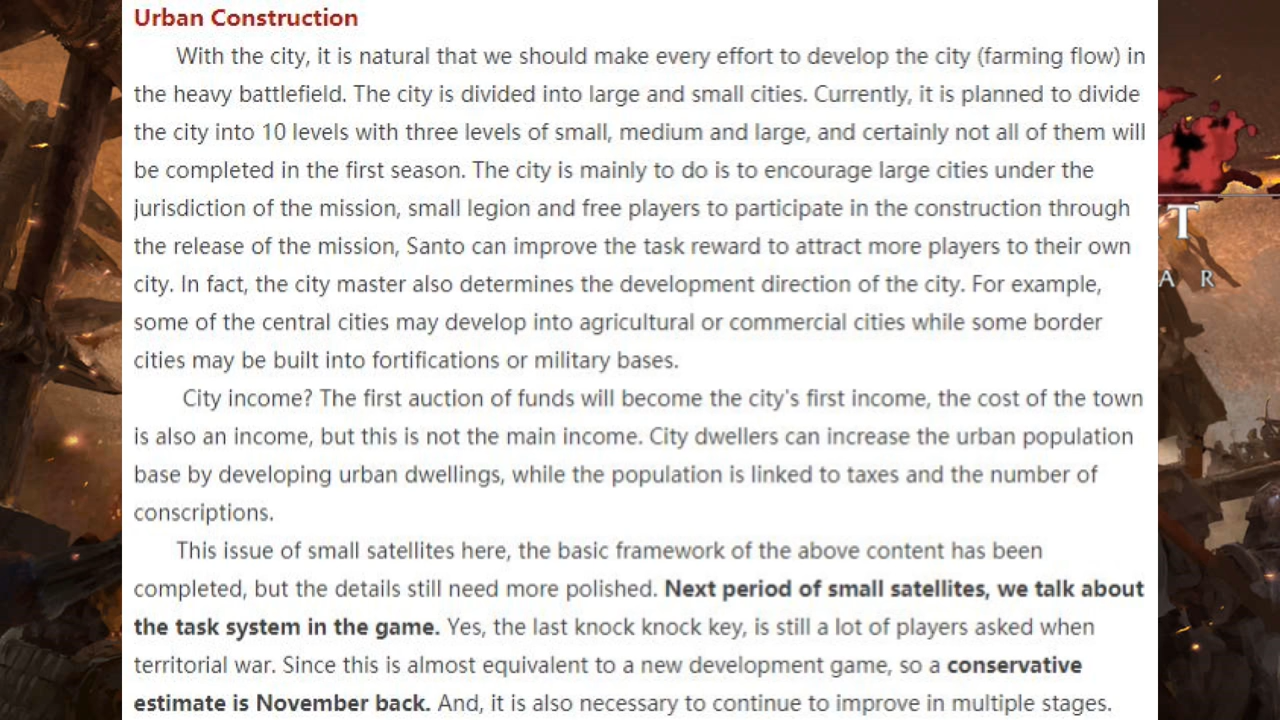 Urban Construction
With the city, it is natural that we should make every effort to develop the city (farming flow) in
the heavy battlefield. The city is divided into large and small cities. Currently, it is planned to divide
the city into 10 levels with three levels of small, medium and large, and certainly not all of them will
be completed in the first season. The city is mainly to do is to encourage large cities under the
jurisdiction of the mission, small legion and free players to participate in the construction through
the release of the mission, Santo can improve the task reward to attract more players to their own
city. In fact, the city master also determines the development direction of the city. For example,
some of the central cities may develop into agricultural or commercial cities while some border
cities may be built into fortifications or military bases.
City income? The first auction of funds will become the city's first income, the cost of the town
is also an income, but this is not the main income. City dwellers can increase the urban population
base by developing urban dwellings, while the population is linked to taxes and the number of
conscriptions.
This issue of small satellites here, the basic framework of the above content has been
completed, but the details still need more polished. Next period of small satellites, we talk about
the task system in the game. Yes, the last knock knock key, is still a lot of players asked when
territorial war. Since this is almost equivalent to a new development game, so a conservative
estimate is November back. And, it is also necessary to continue to improve in multiple stages.
T
A R